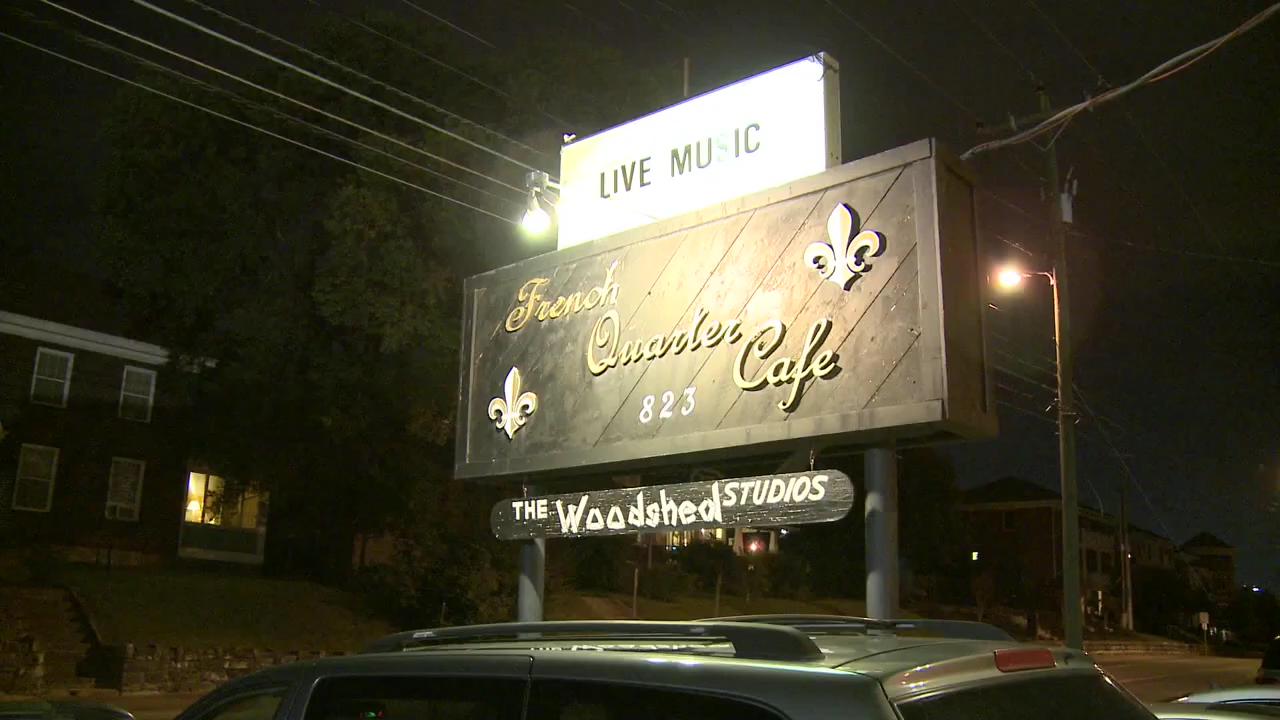 LIVE MUSIC
French
Quarter
Cafe
823
THE Woodshed STUDIOS